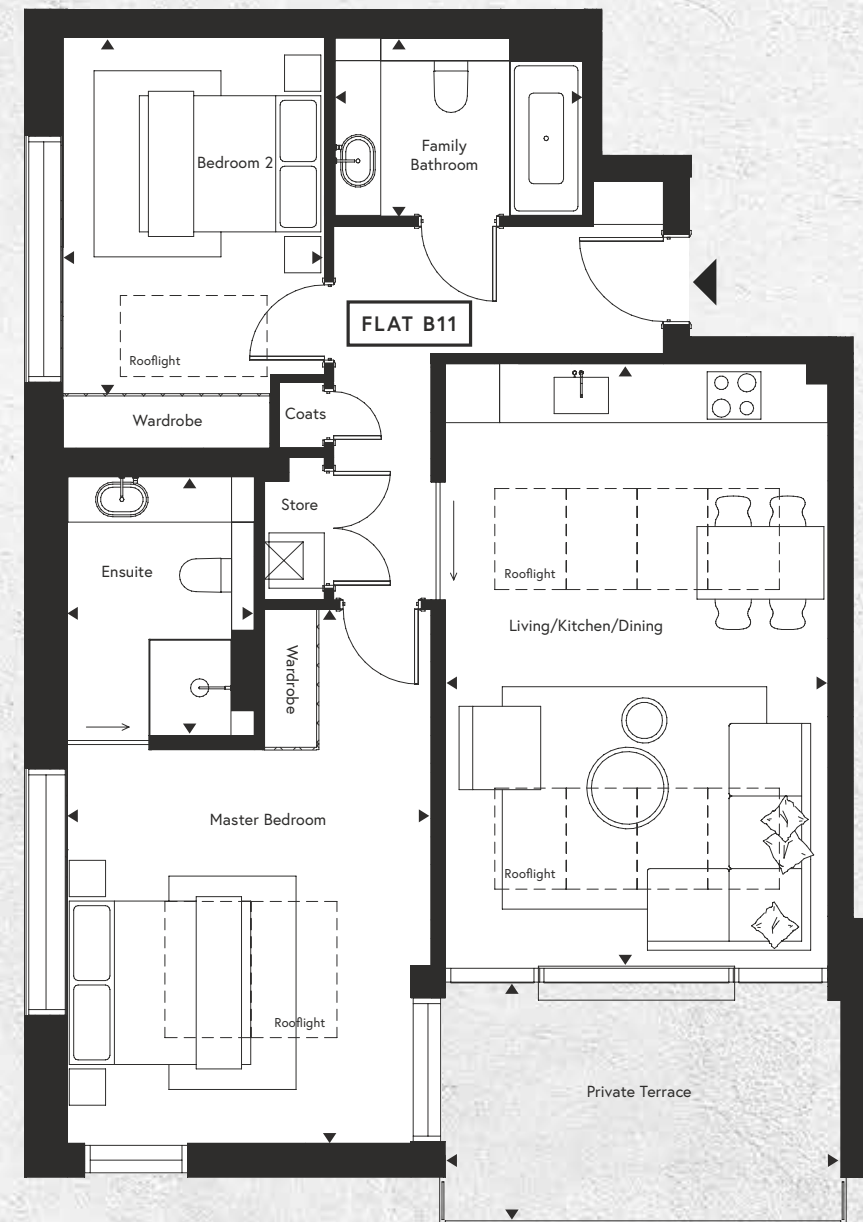 Bedroom 2
Family
Bathroom
FLAT B11
Rooflight
Wardrobe
Coats
Store
Ensuite
Rooflight
Living/Kitchen/Dining
Wardrobe
Master Bedroom
Rooflight
Rooflight
Private Terrace